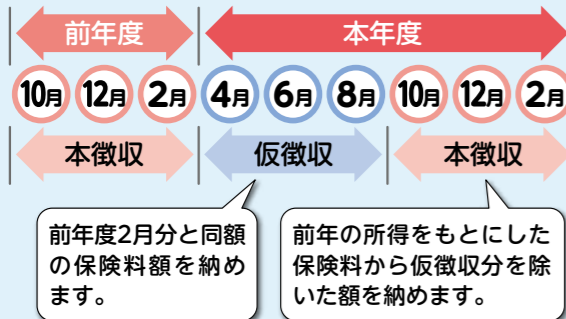 前年度 本年度
10月 12月 2月 4月 6月 8月 10月 12月 2月
本徴収 仮徴収 本徴収
前年度2月分と同額
の保険料額を納め
ます。
前年の所得をもとにした
保険料から仮徴収分を除
いた額を納めます。